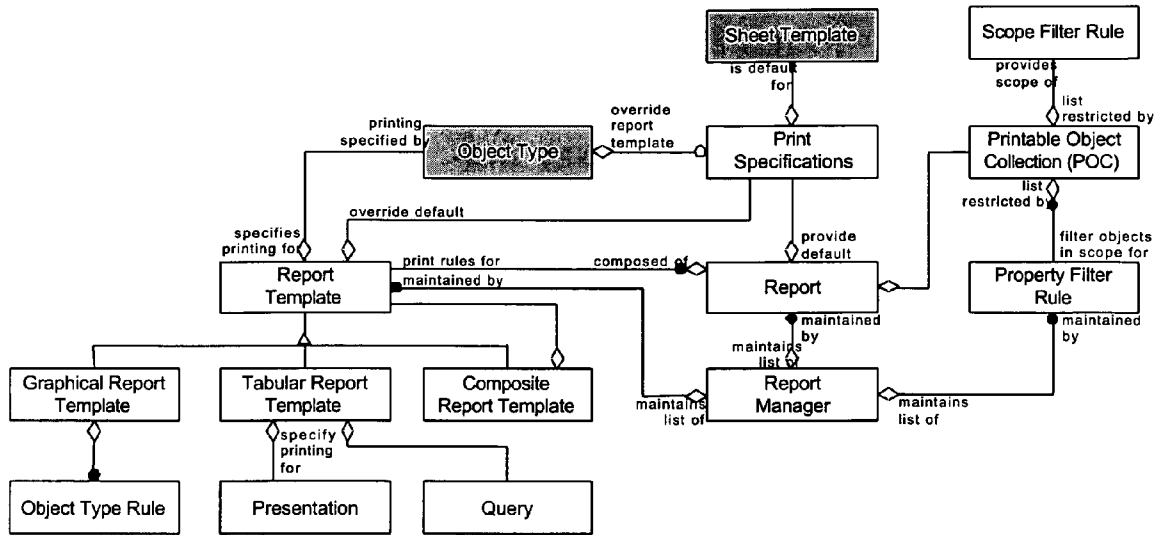 Sheet Template
Scope Filter Rule
is default
for
provides
scope of
list
restricted by
override
report
template
printing
specified by
Object Type
Print
Specifications
Printable Object
Collection (POC)
list
restricted by
override default
specifies
printing for
provide
default
filter objects
in scope for
Report
Template
print rules for
composed of
maintained by
Report
Property Filter
Rule
maintained
by
maintained
by
maintains
list of
Graphical Report
Template
Tabular Report
Template
Composite
Report Template
Report
Manager
maintains
list of
maintains
list of
specify
printing
for
Object Type Rule
Presentation
Query